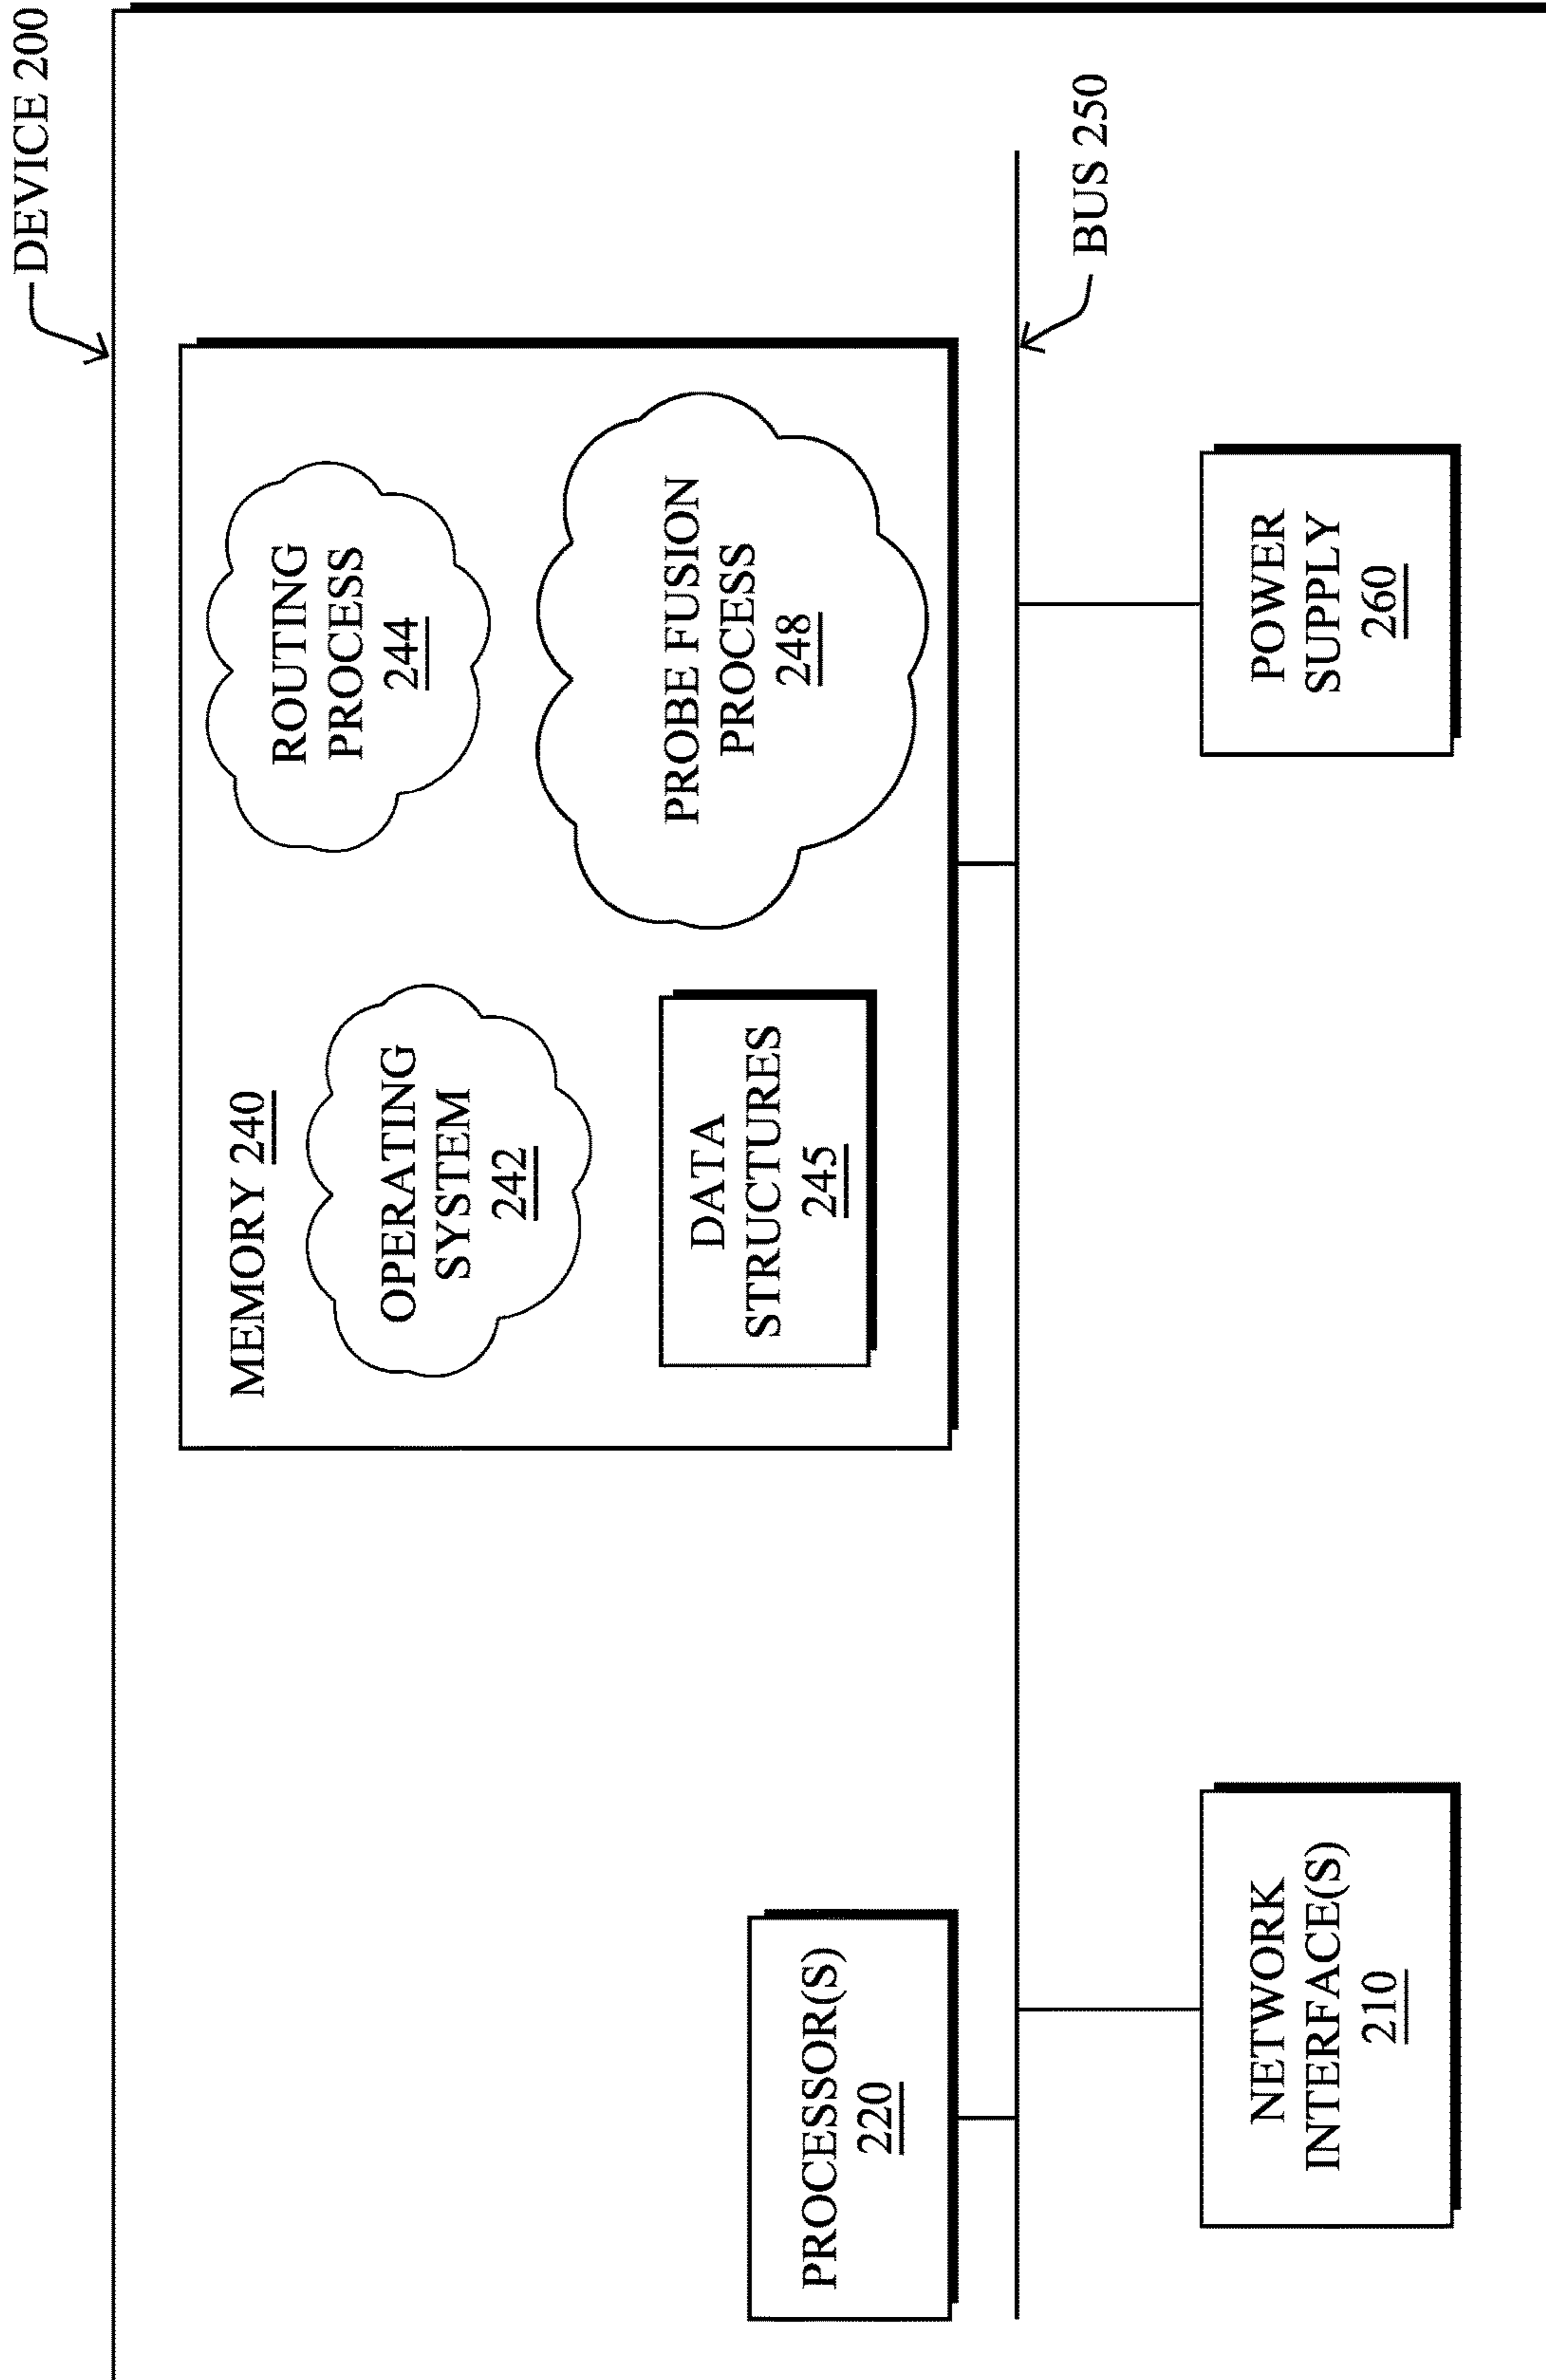 DEVICE 200
MEMORY 240
OPERATING
SYSTEM
242
ROUTING
PROCESS
244
DATA
STRUCTURES
245
PROBE FUSION
PROCESS
248
PROCESSOR(S)
220
BUS 250
NETWORK
INTERFACE(S)
210
POWER
SUPPLY
260